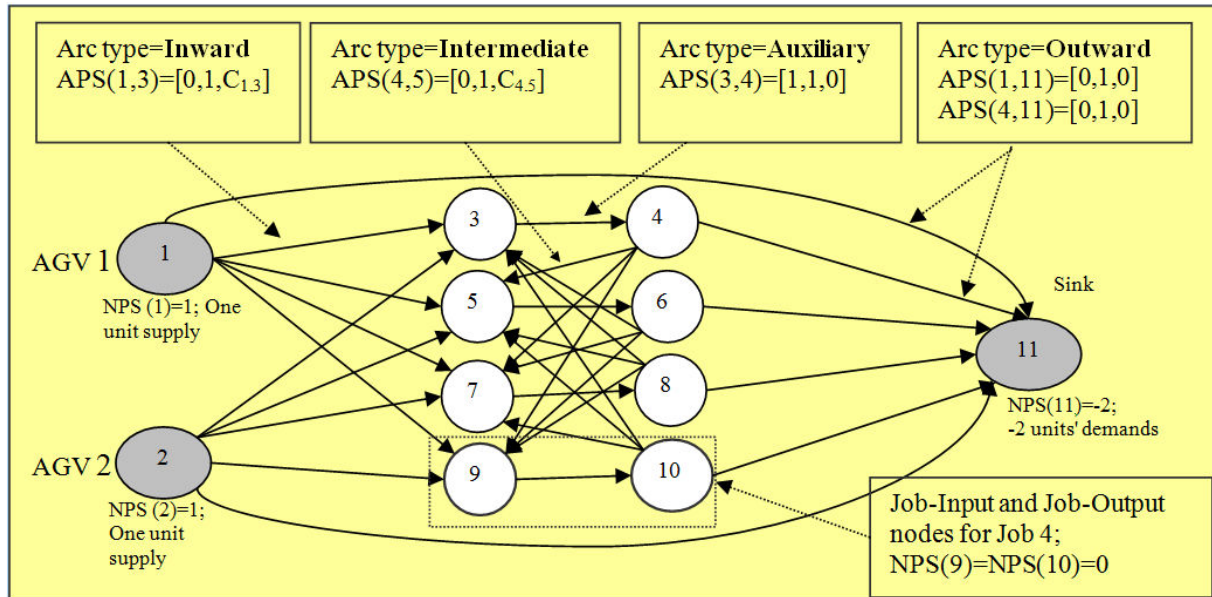 Arc type=Inward
APS(1,3)=[0,1,C1.3]
Arc type=Intermediate
APS(4,5)=[0,1,C4.5]
Arc type=Auxiliary
APS(3,4)=[1,1,0]
Arc type=Outward
APS(1,11)=[0,1,0]
APS(4,11)=[0,1,0]
AGV 1
1
NPS (1)=1; One
unit supply
3
4
5
6
7
8
9
10
Sink
11
NPS(11)=-2;
-2 units' demands
AGV 2
2
NPS (2)=1;
One unit
supply
Job-Input and Job-Output
nodes for Job 4;
NPS(9)=NPS(10)=0